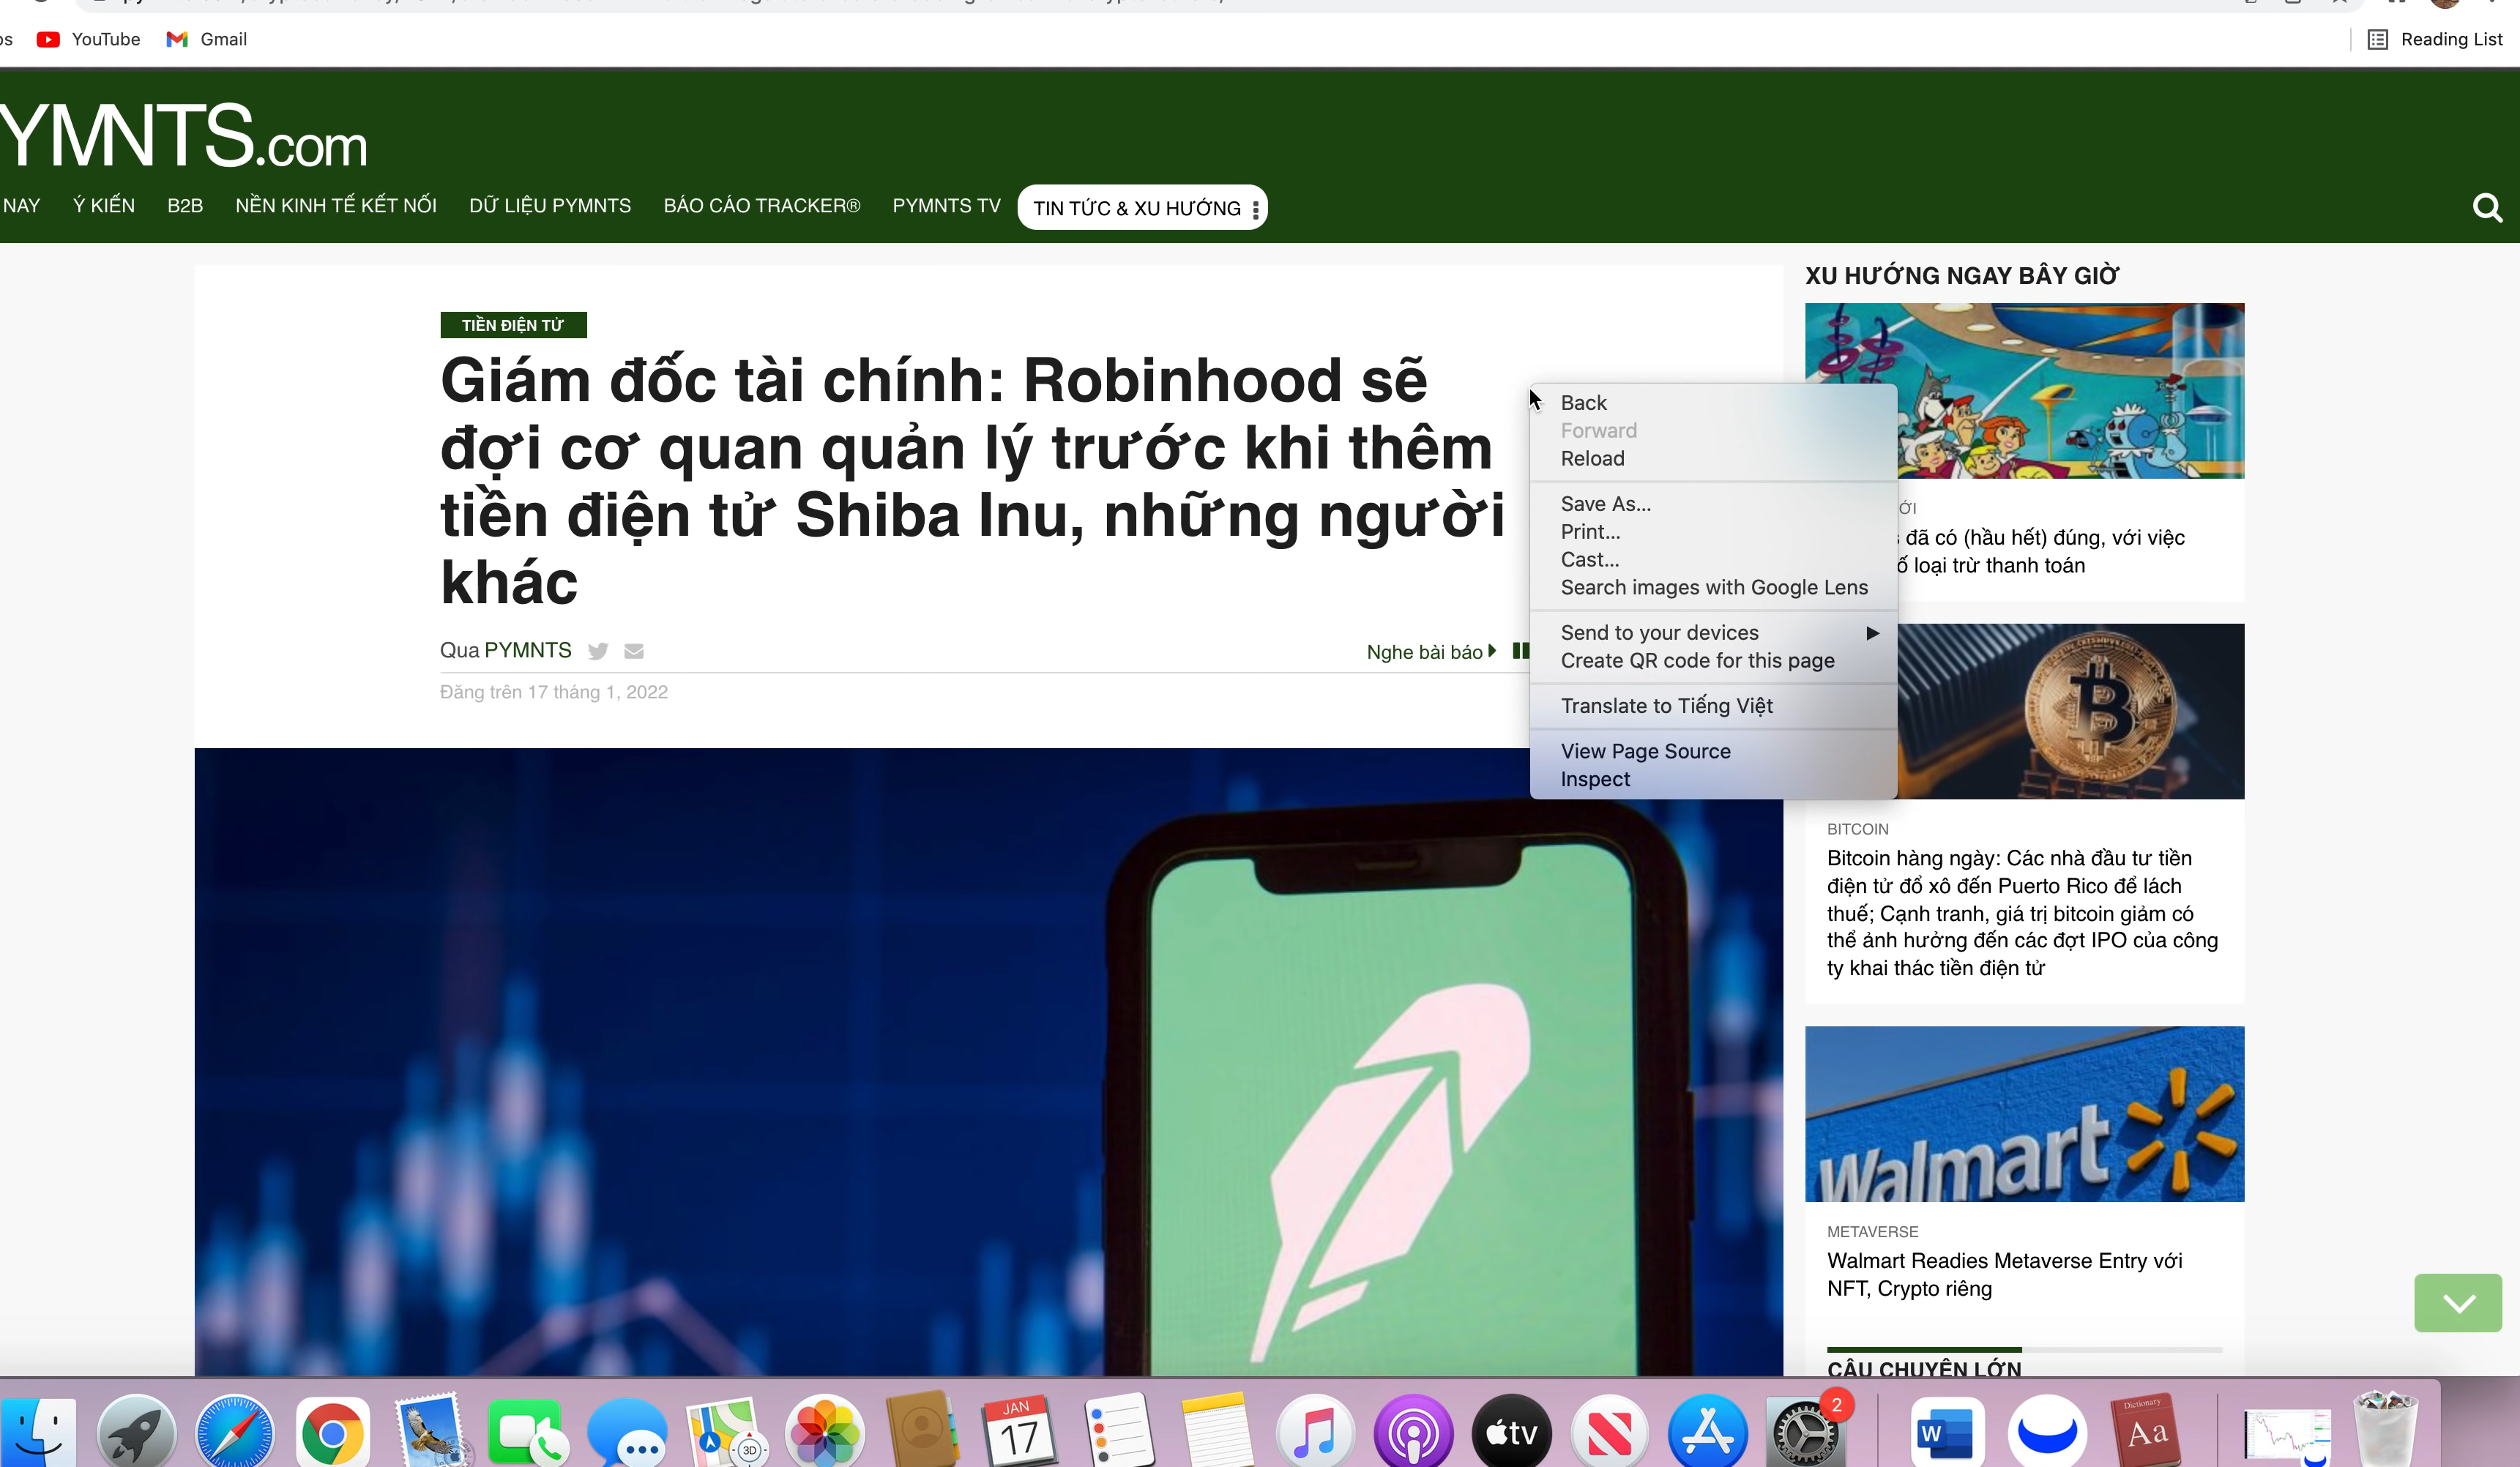 YouTube
Gmail
Reading List
YMNTS.com
NAY
Ý KIẾN
B2B
NỀN KINH TẾ KẾT NỐI
DỮ LIỆU PYMNTS
BÁO CÁO TRACKER®
PYMNTS TV
TIN TỨC & XU HƯỚNG
TIỀN ĐIỆN TỬ
Giám đốc tài chính: Robinhood sẽ
đợi cơ quan quản lý trước khi thêm
tiền điện tử Shiba Inu, những người
khác
Qua PYMNTS
Nghe bài báo
Đăng trên 17 tháng 1, 2022
Back
Forward
Reload
Save As...
Print...
Cast...
Search images with Google Lens
Send to your devices
Create QR code for this page
Translate to Tiếng Việt
View Page Source
Inspect
XU HƯỚNG NGAY BÂY GIỜ
đã có (hầu hết) đúng, với việc
loại trừ thanh toán
BITCOIN
Bitcoin hàng ngày: Các nhà đầu tư tiền
điện tử đổ xô đến Puerto Rico để lách
thuế; Cạnh tranh, giá trị bitcoin giảm có
thể ảnh hưởng đến các đợt IPO của công
ty khai thác tiền điện tử
Walmart
METAVERSE
Walmart Readies Metaverse Entry với
NFT, Crypto riêng
CÂU CHUYỆN LỚN
3D
JAN
17
tv
2
W
Dictionary
Aa